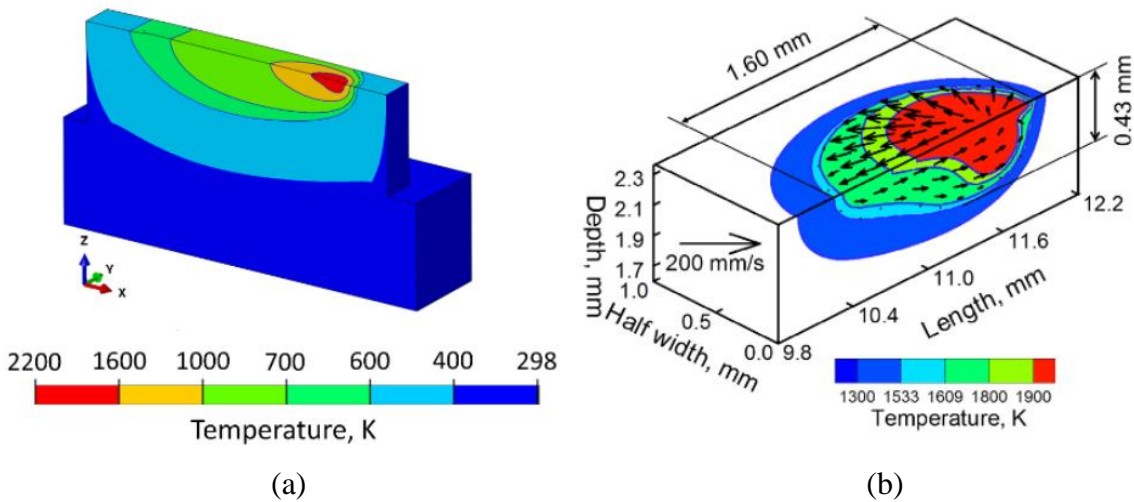 Z
Y
X
2200 1600 1000 700 600 400 298
Temperature, K
(a)
1.60 mm
0.43 mm
2.3
2.1
1.9
1.7
Depth, mm
200 mm/s
1.0
0.5
0.0
Half width, mm
9.8
10.4
11.0
11.6
12.2
Length, mm
1300 1533 1609 1800 1900
Temperature, K
(b)